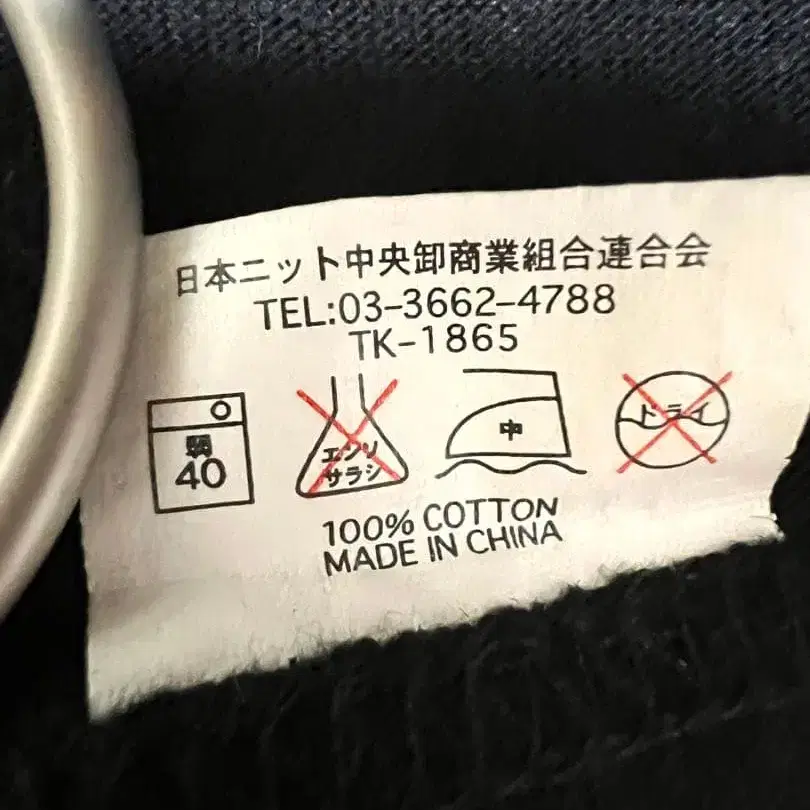 日本ニット中央卸商業組合連合会
TEL:03-3662-4788
TK-1865
40
エンソ
サラシ
中
ドライ
100% COTTON
MADE IN CHINA